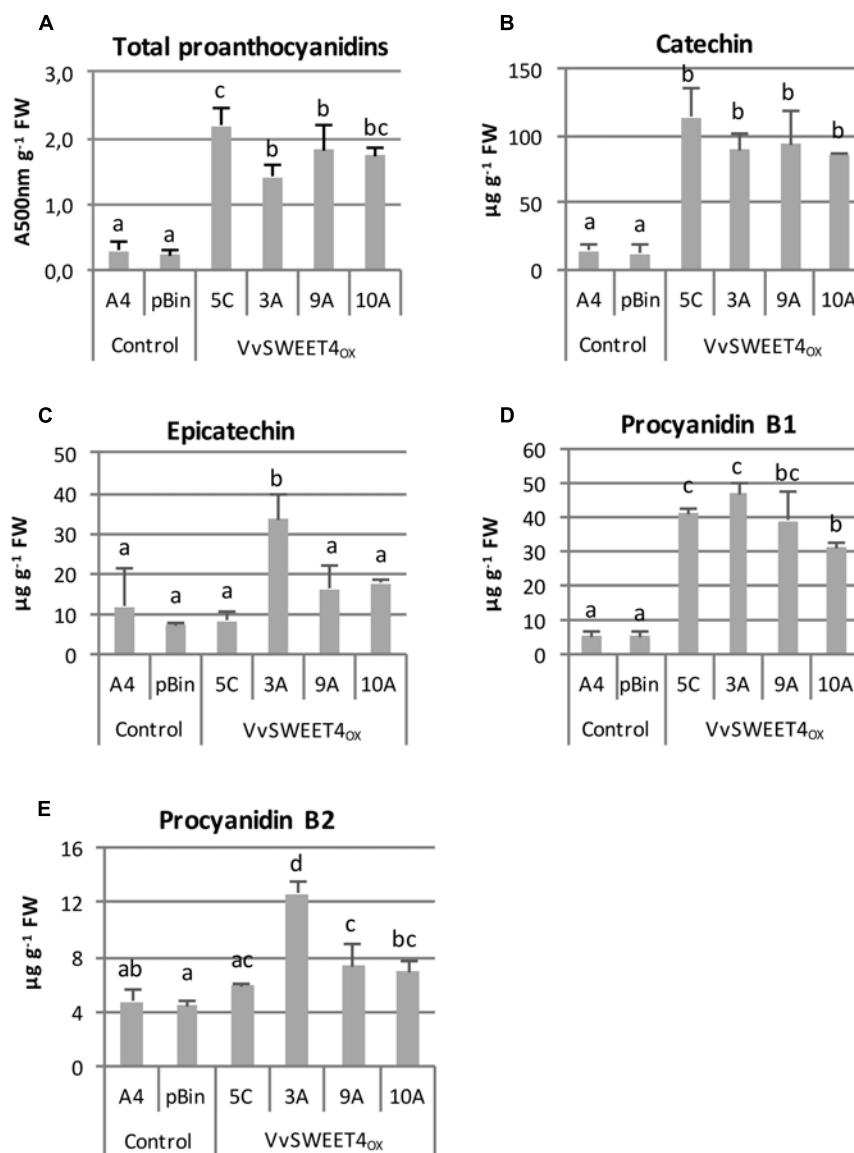 A
Total proanthocyanidins
A500nm g⁻¹ FW
3,0
2,0
1,0
0,0
a
a
c
b
b
bc
A4
pBin
5C
3A
9A
10A
Control
VvSWEET4OX
B
Catechin
µg g⁻¹ FW
150
100
50
0
a
a
b
b
b
b
A4
pBin
5C
3A
9A
10A
Control
VvSWEET4OX
C
Epicatechin
µg g⁻¹ FW
50
40
30
20
10
0
a
a
a
b
a
a
A4
pBin
5C
3A
9A
10A
Control
VvSWEET4OX
D
Procyanidin B1
µg g⁻¹ FW
60
50
40
30
20
10
0
a
a
c
c
bc
b
A4
pBin
5C
3A
9A
10A
Control
VvSWEET4OX
E
Procyanidin B2
µg g⁻¹ FW
16
12
8
4
0
ab
a
ac
d
c
bc
A4
pBin
5C
3A
9A
10A
Control
VvSWEET4OX